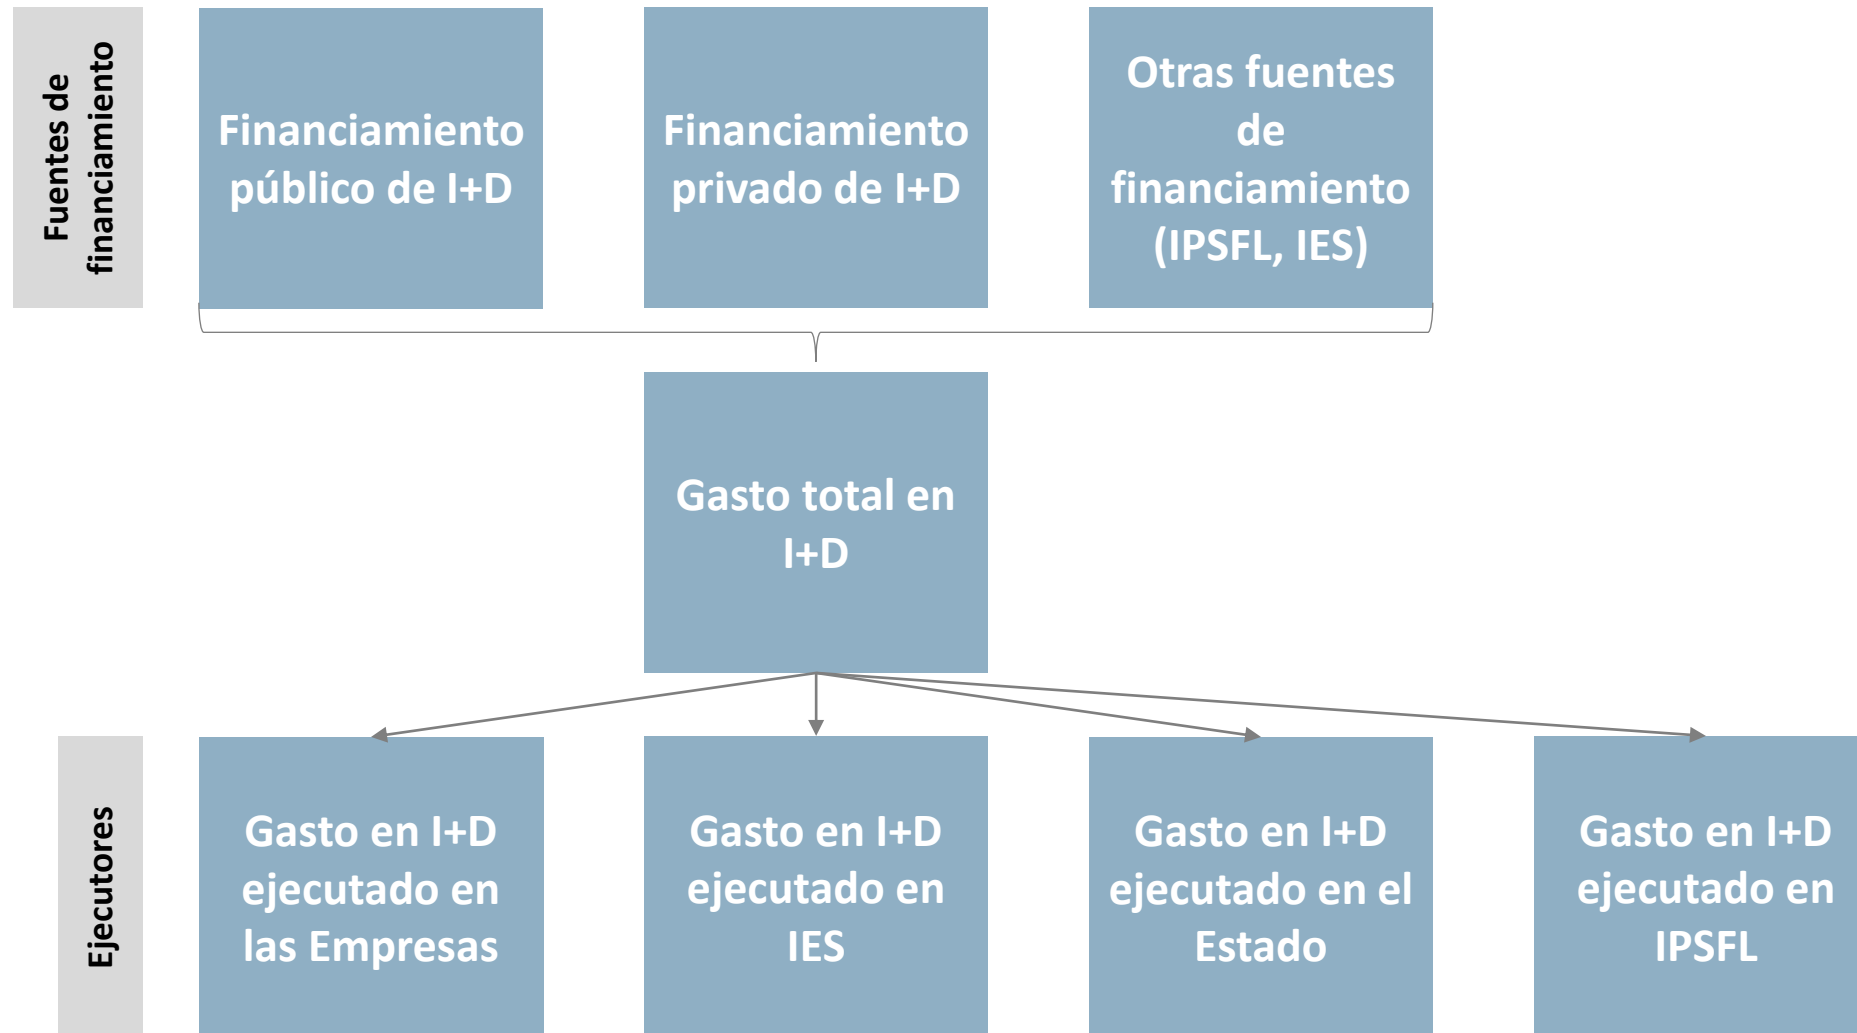 Fuentes de
financiamiento
Financiamiento
público de I+D
Financiamiento
privado de I+D
Otras fuentes
de
financiamiento
(IPSFL, IES)
Gasto total en
I+D
Ejecutores
Gasto en I+D
ejecutado en
las Empresas
Gasto en I+D
ejecutado en
IES
Gasto en I+D
ejecutado en el
Estado
Gasto en I+D
ejecutado en
IPSFL